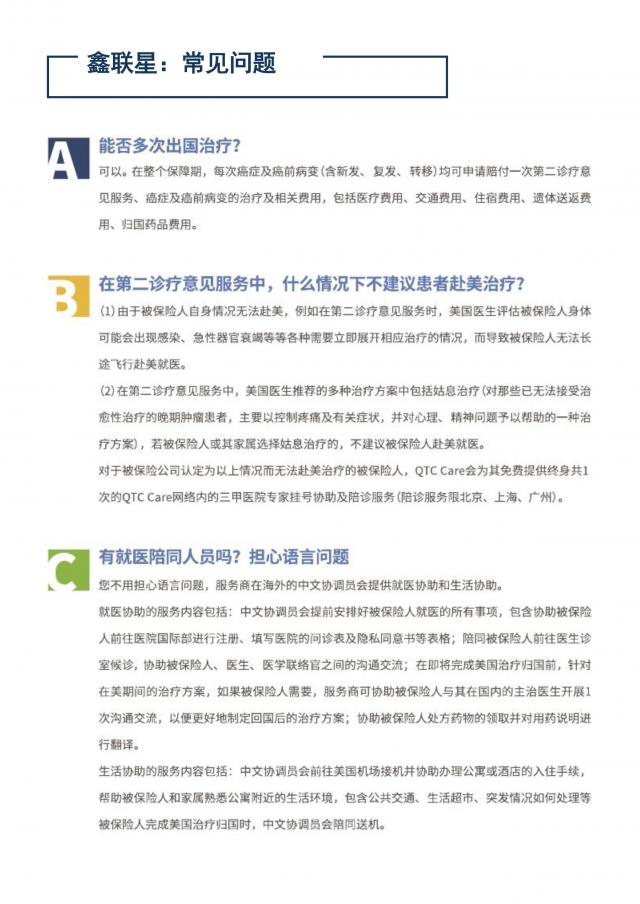 鑫联星：常见问题
A
能否多次出国治疗？
可以。在整个保障期，每次癌症及癌前病变（含新发、复发、转移）均可申请赔付一次第二诊疗意
见服务、癌症及癌前病变的治疗及相关费用，包括医疗费用、交通费用、住宿费用、遗体送返费
用、归国药品费用。
B
在第二诊疗意见服务中，什么情况下不建议患者赴美治疗？
（1）由于被保险人自身情况无法赴美，例如在第二诊疗意见服务时，美国医生评估被保险人身体
可能会出现感染、急性器官衰竭等等各种需要立即展开相应治疗的情况，而导致被保险人无法长
途飞行赴美就医。
（2）在第二诊疗意见服务中，美国医生推荐的多种治疗方案中包括姑息治疗（对那些已无法接受治
愈性治疗的晚期肿瘤患者，主要以控制疼痛及有关症状，并对心理、精神问题予以帮助的一种治
疗方案），若被保险人或其家属选择姑息治疗的，不建议被保险人赴美就医。
对于被保险公司认定为以上情况而无法赴美治疗的被保险人，QTC Care会为其免费提供终身共1
次的QTC Care网络内的三甲医院专家挂号协助及陪诊服务（陪诊服务限北京、上海、广州）。
C
有就医陪同人员吗？担心语言问题
您不用担心语言问题，服务商在海外的中文协调员会提供就医协助和生活协助。
就医协助的服务内容包括：中文协调员会提前安排好被保险人就医的所有事项，包含协助被保险
人前往医院国际部进行注册、填写医院的问诊表及隐私同意书等表格；陪同被保险人前往医生诊
室候诊，协助被保险人、医生、医学联络官之间的沟通交流；在即将完成美国治疗归国前，针对
在美期间的治疗方案，如果被保险人需要，服务商可协助被保险人与其在国内的主治医生开展1
次沟通交流，以便更好地制定回国后的治疗方案；协助被保险人处方药物的领取并对用药说明进
行翻译。
生活协助的服务内容包括：中文协调员会前往美国机场接机并协助办理公寓或酒店的入住手续，
帮助被保险人和家属熟悉公寓附近的生活环境，包含公共交通、生活超市、突发情况如何处理等
被保险人完成美国治疗归国时，中文协调员会陪同送机。